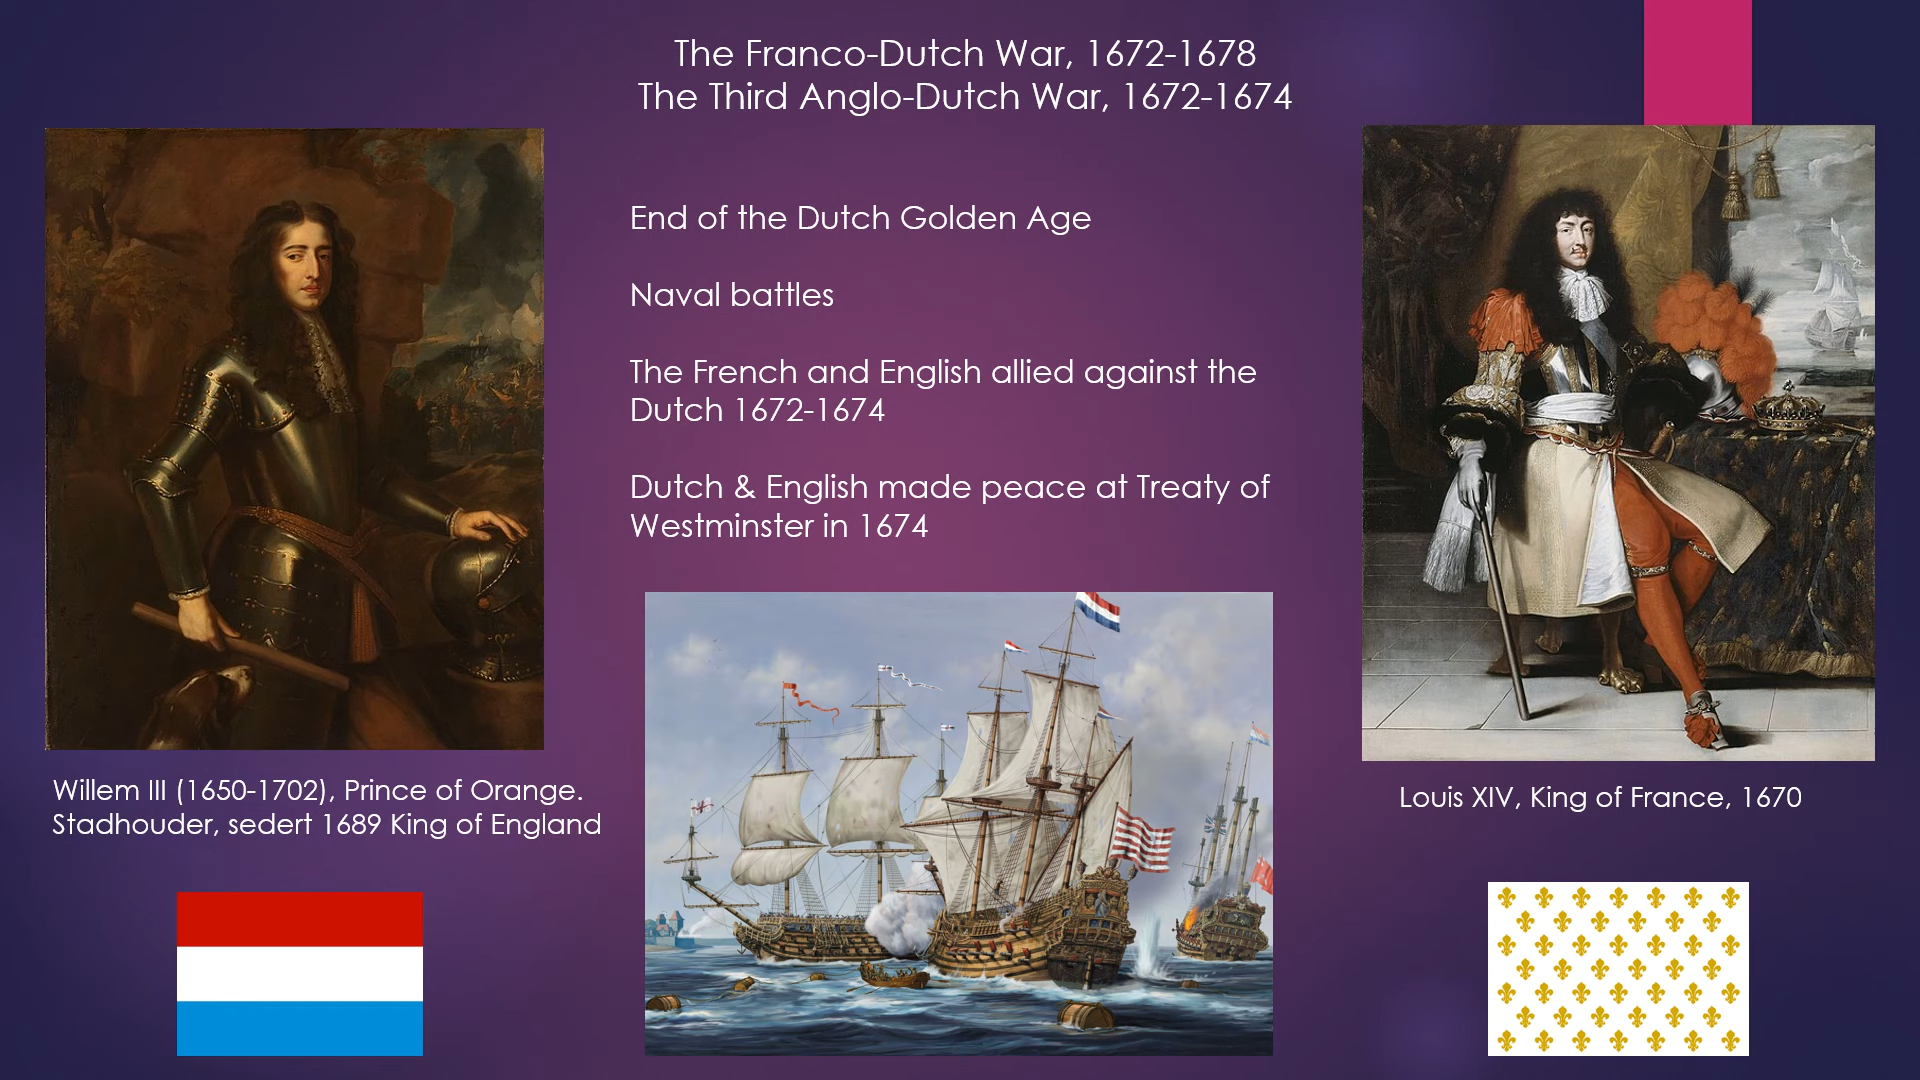 The Franco-Dutch War, 1672-1678
The Third Anglo-Dutch War, 1672-1674
End of the Dutch Golden Age
Naval battles
The French and English allied against the
Dutch 1672-1674
Dutch & English made peace at Treaty of
Westminster in 1674
Willem III (1650-1702), Prince of Orange.
Stadhouder, sedert 1689 King of England
Louis XIV, King of France, 1670